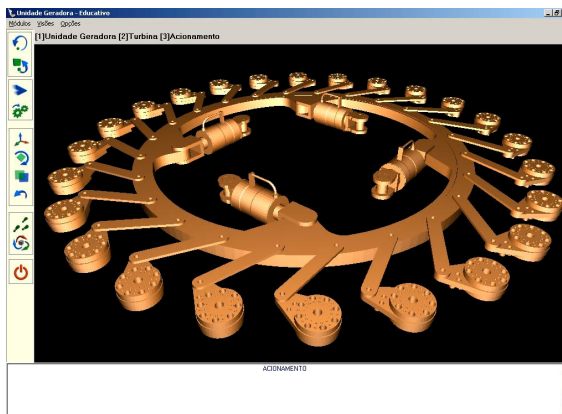 Unidade Geradora - Educativo
Módulos Visões Opções
[1]Unidade Geradora [2]Turbina [3]Acionamento
ACIONAMENTO